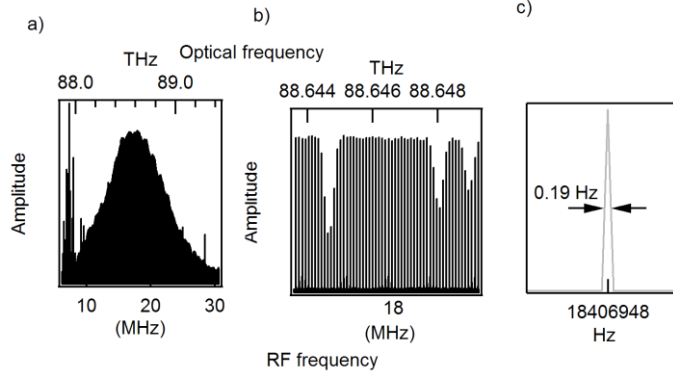 a)
b)
c)
Optical frequency
THz
88.0 89.0
THz
88.644 88.646 88.648
Amplitude
Amplitude
0.19 Hz
10 20 30
(MHz)
18
(MHz)
18406948
Hz
RF frequency